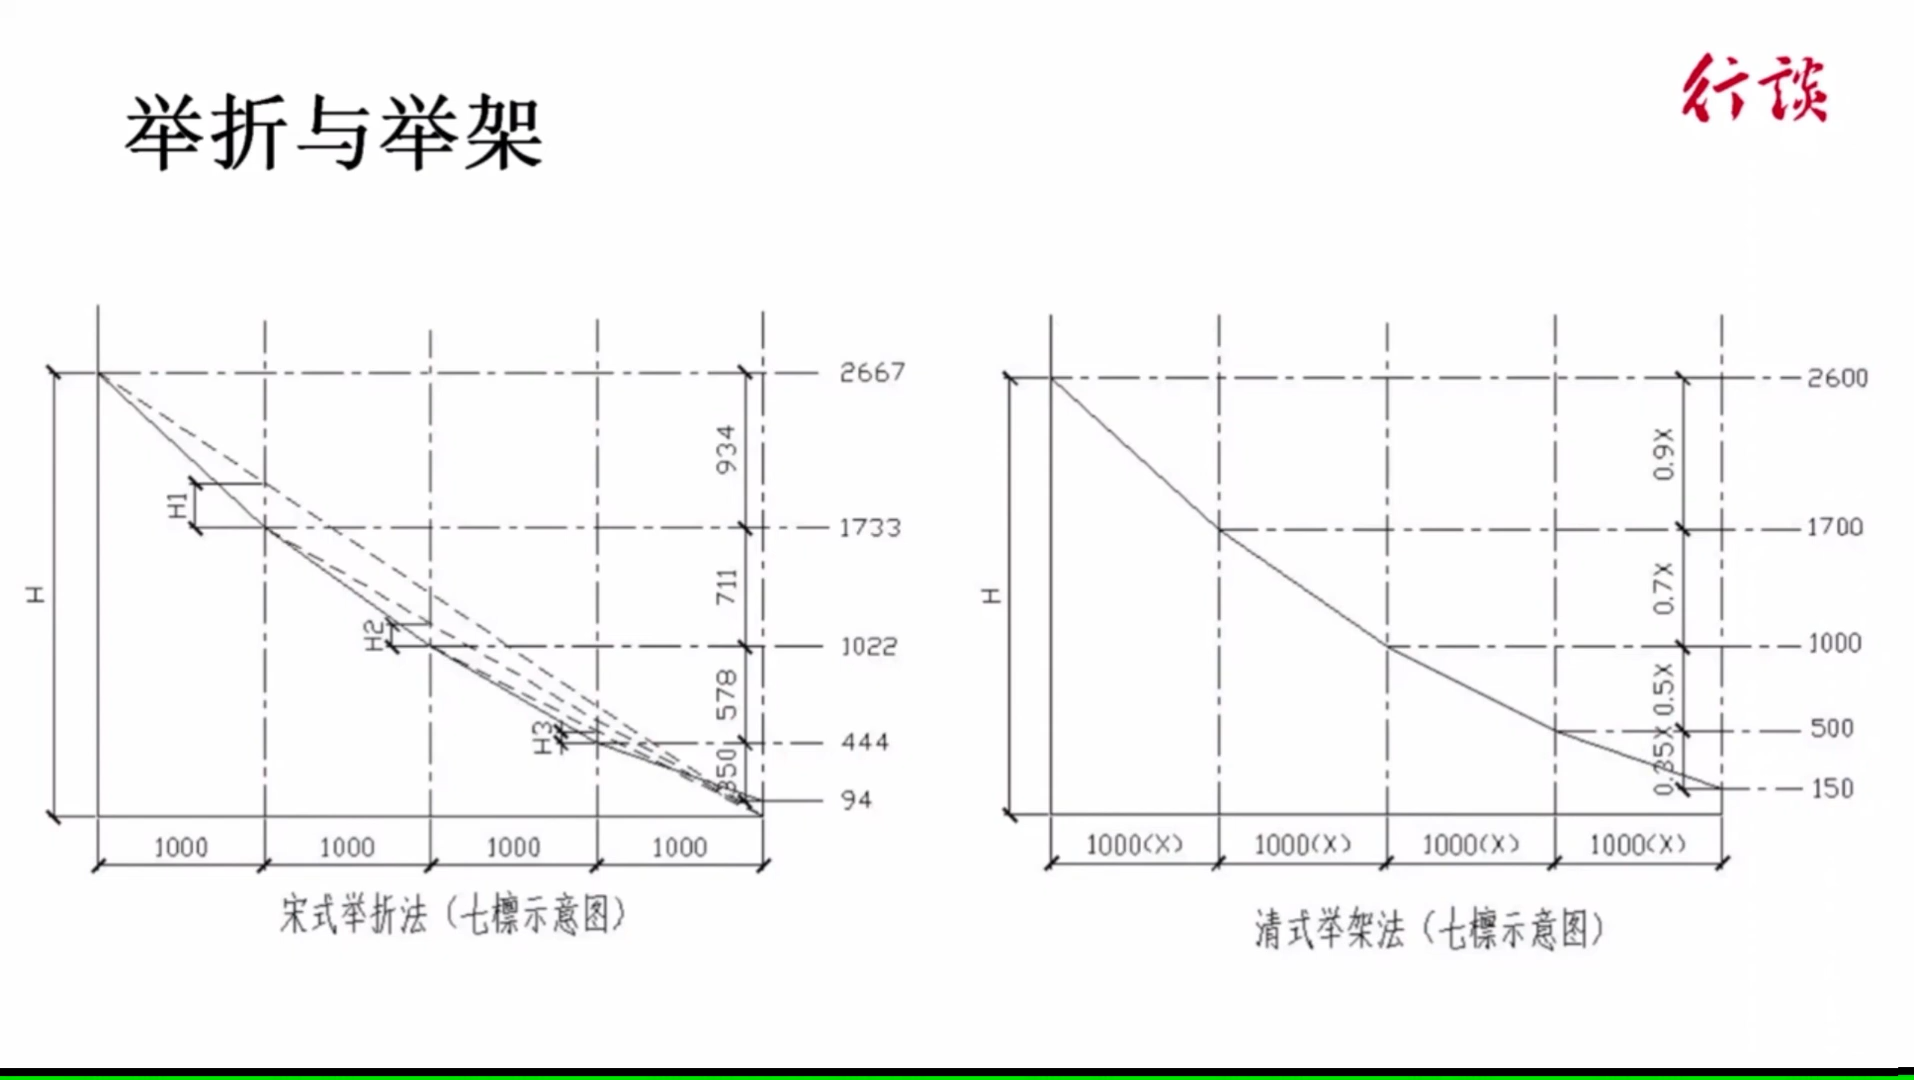 举折与举架
行谈
2667
934
H1
1733
H
711
H2
1022
578
H3
444
350
94
1000 1000 1000 1000
宋式举折法（七檩示意图）
2600
0.9X
1700
H
0.7X
1000
0.5X
500
0.35X
150
1000(X) 1000(X) 1000(X) 1000(X)
清式举架法（七檩示意图）